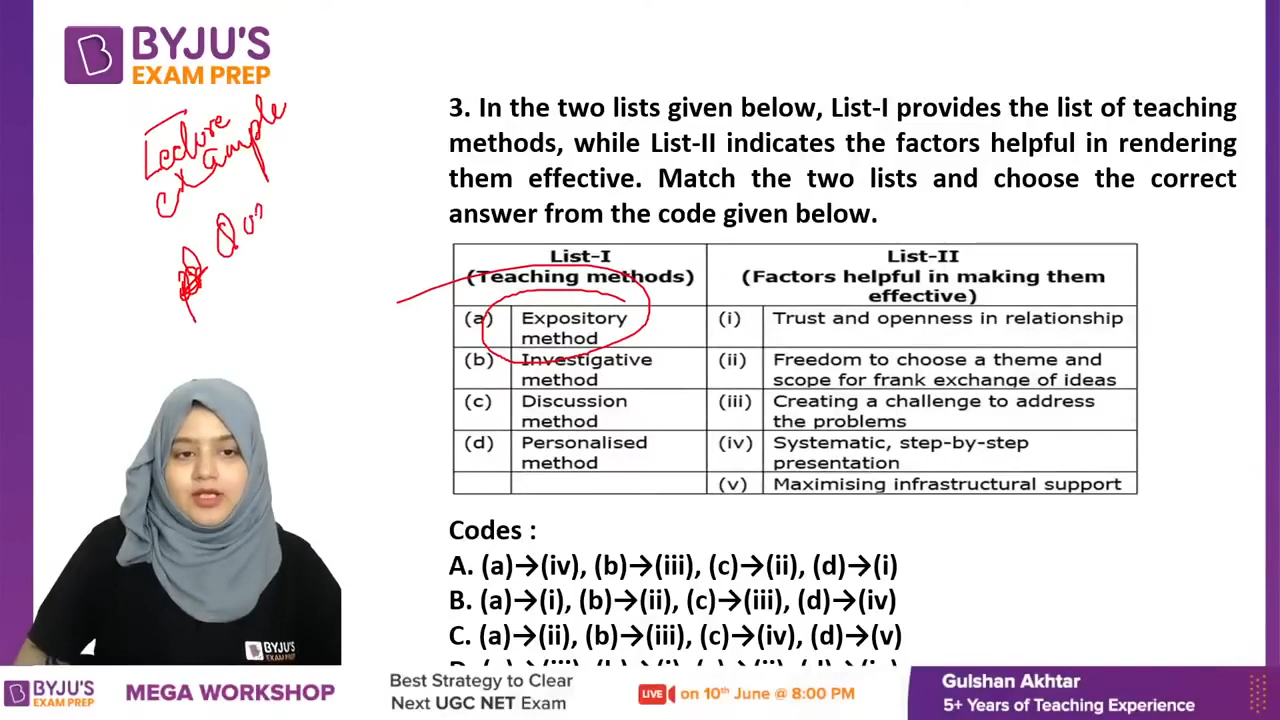 BYJU'S
EXAM PREP
Lecture
example
3. In the two lists given below, List-I provides the list of teaching
methods, while List-II indicates the factors helpful in rendering
them effective. Match the two lists and choose the correct
answer from the code given below.
List-I
(Teaching methods)
List-II
(Factors helpful in making them
effective)
(a) Expository
method
(i) Trust and openness in relationship
(b) Investigative
method
(ii) Freedom to choose a theme and
scope for frank exchange of ideas
(c) Discussion
method
(iii) Creating a challenge to address
the problems
(d) Personalised
method
(iv) Systematic, step-by-step
presentation
(v) Maximising infrastructural support
Codes :
A. (a)→(iv), (b)→(iii), (c)→(ii), (d)→(i)
B. (a)→(i), (b)→(ii), (c)→(iii), (d)→(iv)
C. (a)→(ii), (b)→(iii), (c)→(iv), (d)→(v)
BYJU'S
EXAM PREP
BYJU'S
EXAM PREP
MEGA WORKSHOP
Best Strategy to Clear
Next UGC NET Exam
LIVE on 10th June @ 8:00 PM
Gulshan Akhtar
5+ Years of Teaching Experience